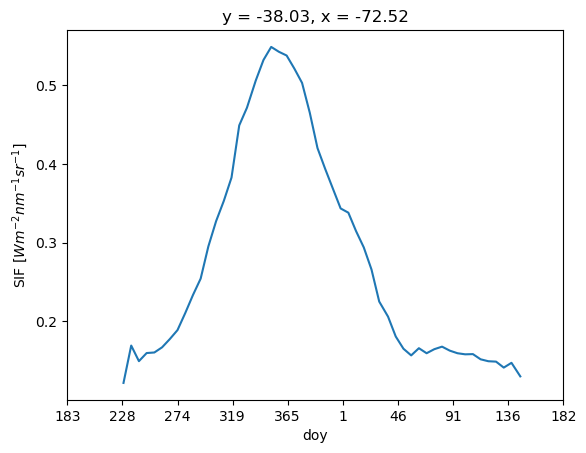 y = -38.03, x = -72.52
SIF [Wm⁻²nm⁻¹sr⁻¹]
0.5
0.4
0.3
0.2
183 228 274 319 365 1 46 91 136 182
doy